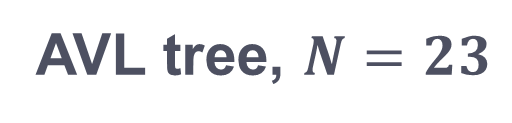 AVL tree, N = 23